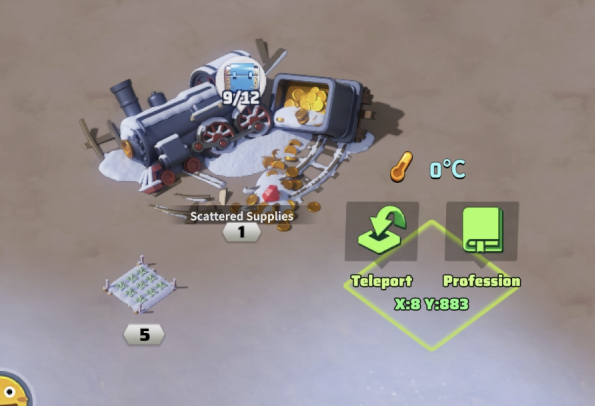 9/12
0°C
Scattered Supplies
1
Teleport
Profession
X:8 Y:883
5